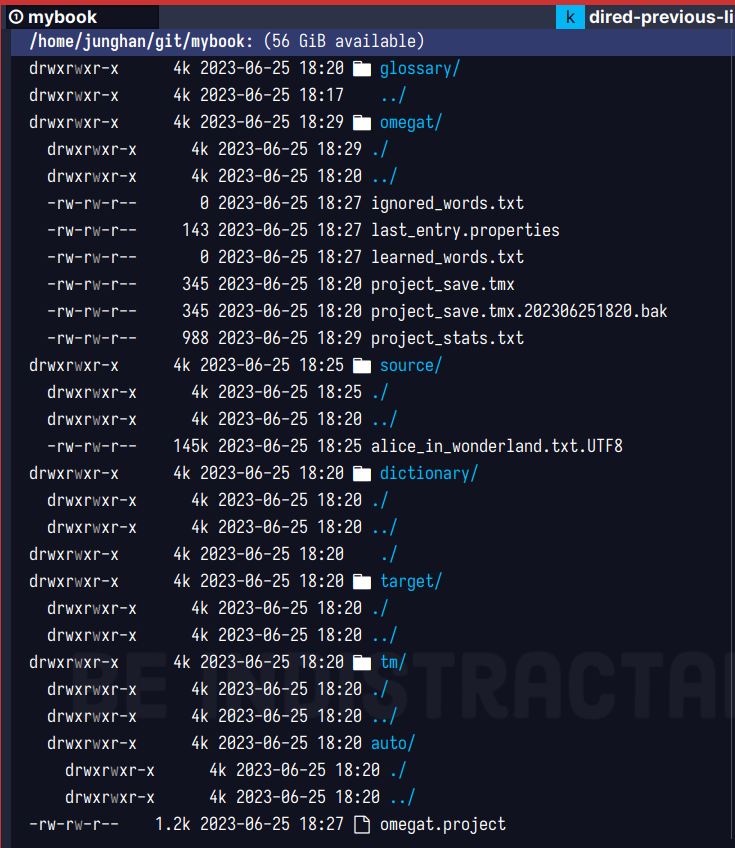 ① mybook k dired-previous-li
/home/junghan/git/mybook: (56 GiB available)
drwxrwxr-x 4k 2023-06-25 18:20 glossary/
drwxrwxr-x 4k 2023-06-25 18:17 ../
drwxrwxr-x 4k 2023-06-25 18:29 omegat/
drwxrwxr-x 4k 2023-06-25 18:29 ./
drwxrwxr-x 4k 2023-06-25 18:20 ../
-rw-rw-r-- 0 2023-06-25 18:27 ignored_words.txt
-rw-rw-r-- 143 2023-06-25 18:27 last_entry.properties
-rw-rw-r-- 0 2023-06-25 18:27 learned_words.txt
-rw-rw-r-- 345 2023-06-25 18:20 project_save.tmx
-rw-rw-r-- 345 2023-06-25 18:20 project_save.tmx.202306251820.bak
-rw-rw-r-- 988 2023-06-25 18:29 project_stats.txt
drwxrwxr-x 4k 2023-06-25 18:25 source/
drwxrwxr-x 4k 2023-06-25 18:25 ./
drwxrwxr-x 4k 2023-06-25 18:20 ../
-rw-rw-r-- 145k 2023-06-25 18:25 alice_in_wonderland.txt.UTF8
drwxrwxr-x 4k 2023-06-25 18:20 dictionary/
drwxrwxr-x 4k 2023-06-25 18:20 ./
drwxrwxr-x 4k 2023-06-25 18:20 ../
drwxrwxr-x 4k 2023-06-25 18:20 ./
drwxrwxr-x 4k 2023-06-25 18:20 target/
drwxrwxr-x 4k 2023-06-25 18:20 ./
drwxrwxr-x 4k 2023-06-25 18:20 ../
drwxrwxr-x 4k 2023-06-25 18:20 tm/
BE INDISTRACTA
drwxrwxr-x 4k 2023-06-25 18:20 ./
drwxrwxr-x 4k 2023-06-25 18:20 ../
drwxrwxr-x 4k 2023-06-25 18:20 auto/
drwxrwxr-x 4k 2023-06-25 18:20 ./
drwxrwxr-x 4k 2023-06-25 18:20 ../
-rw-rw-r-- 1.2k 2023-06-25 18:27 omegat.project